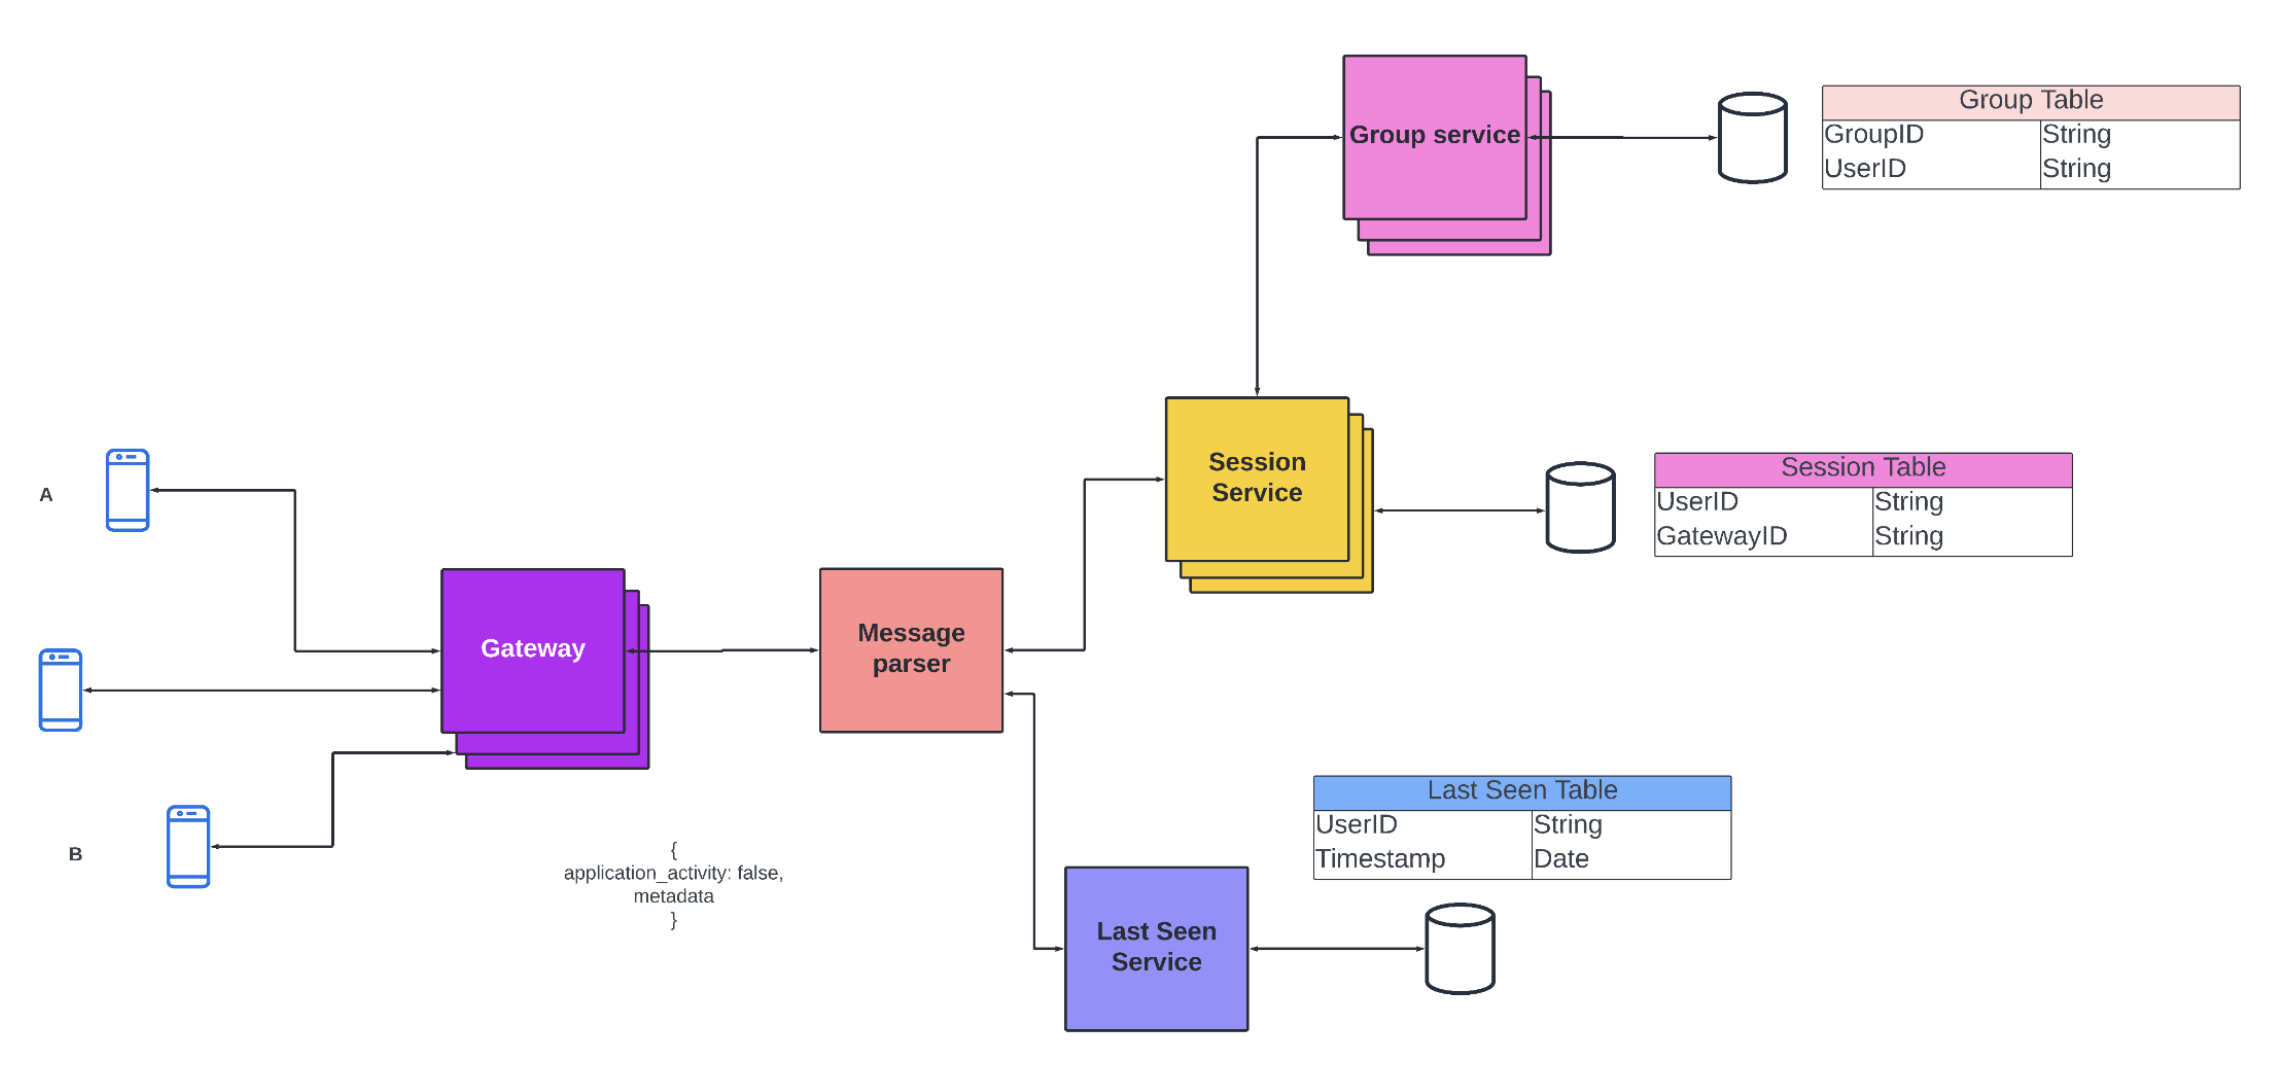 Group service
Group Table
GroupID String
UserID String
A
Session
Service
Session Table
UserID String
GatewayID String
Gateway
Message
parser
B
{
application_activity: false,
metadata
}
Last Seen Table
UserID String
Timestamp Date
Last Seen
Service